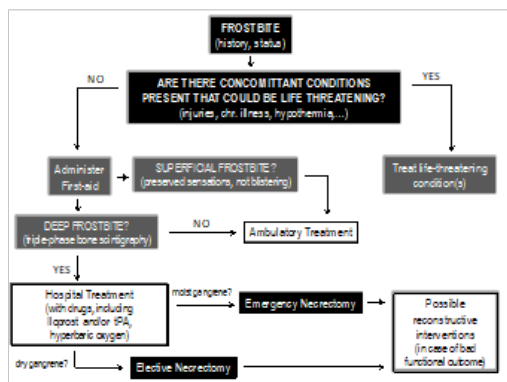 FROSTBITE
(history, status)
NO
ARE THERE CONCOMITTANT CONDITIONS
PRESENT THAT COULD BE LIFE THREATENING?
(injuries, chr. illness, hypothermia,...)
YES
Administer
First-aid
SUPERFICIAL FROSTBITE?
(preserved sensations, not blistering)
Treat life-threatering
condition(s)
DEEP FROSTBITE?
(triple-phase bone scintigraphy)
NO
Ambulatory Treatment
YES
Hospital Treatment
(with drugs, including
Iloprost and/or tPA,
hyperbaric oxygen)
moist gangrene?
Emergency Necrectomy
Possible
reconstructive
interventions
(in case of bad
functional outcome)
dry gangrene?
Elective Necrectomy